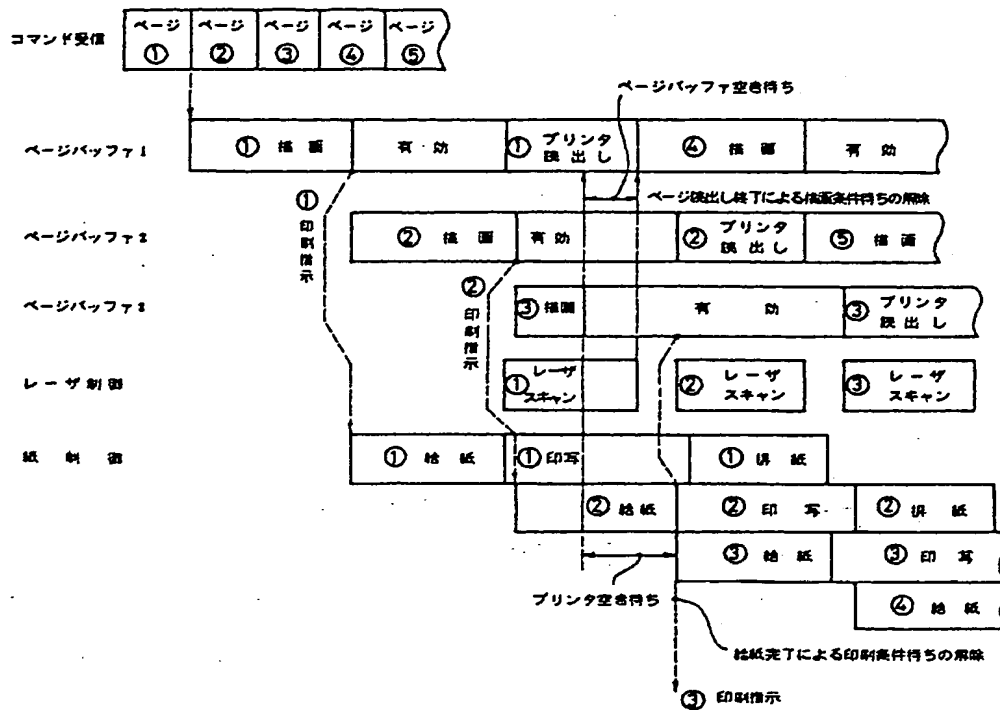 コマンド受信
ページ ページ ページ ページ ページ
① ② ③ ④ ⑤
ページバッファ空き待ち
ページバッファ1
① 描画 有効 ① プリンタ読出し ④ 描画 有効
ページ読出し終了による描画条件待ちの解除
① 印刷指示
ページバッファ2
② 描画 有効 ② プリンタ読出し ⑤ 描画
② 印刷指示
ページバッファ3
③ 描画 有効 ③ プリンタ読出し
レーザ制御
① レーザスキャン ② レーザスキャン ③ レーザスキャン
紙制御
① 給紙 ① 印写 ① 排紙
② 給紙 ② 印写 ② 排紙
③ 給紙 ③ 印写
プリンタ空き待ち
④ 給紙
給紙完了による印刷条件待ちの解除
③ 印刷指示